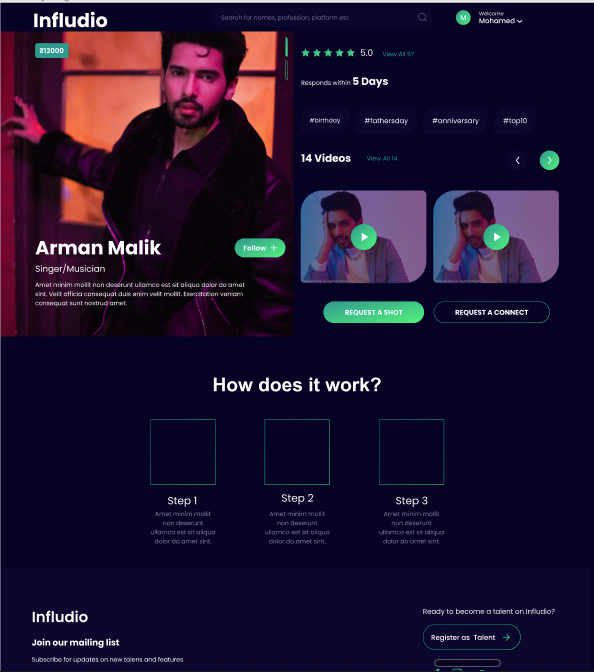 Infludio
Search for names, profession, platform etc
M
Welcome
Mohamed
₹12000
5.0
View All 57
Responds within 5 Days
#birthday
#fathersday
#anniversary
#top10
14 Videos
View All 14
Arman Malik
Follow +
Singer/Musician
Amet minim mollit non deserunt ullamco est sit aliqua dolor do amet
sint. Velit officia consequat duis enim velit mollit. Exercitation veniam
consequat sunt nostrud amet.
REQUEST A SHOT
REQUEST A CONNECT
How does it work?
Step 1
Amet minim mollit
non deserunt
ullamco est sit aliqua
dolor do amet sint.
Step 2
Amet minim mollit
non deserunt
ullamco est sit aliqua
dolor do amet sint.
Step 3
Amet minim mollit
non deserunt
ullamco est sit aliqua
dolor do amet sint.
Infludio
Join our mailing list
Subscribe for updates on new talens and features
Ready to become a talent on Infludio?
Register as Talent